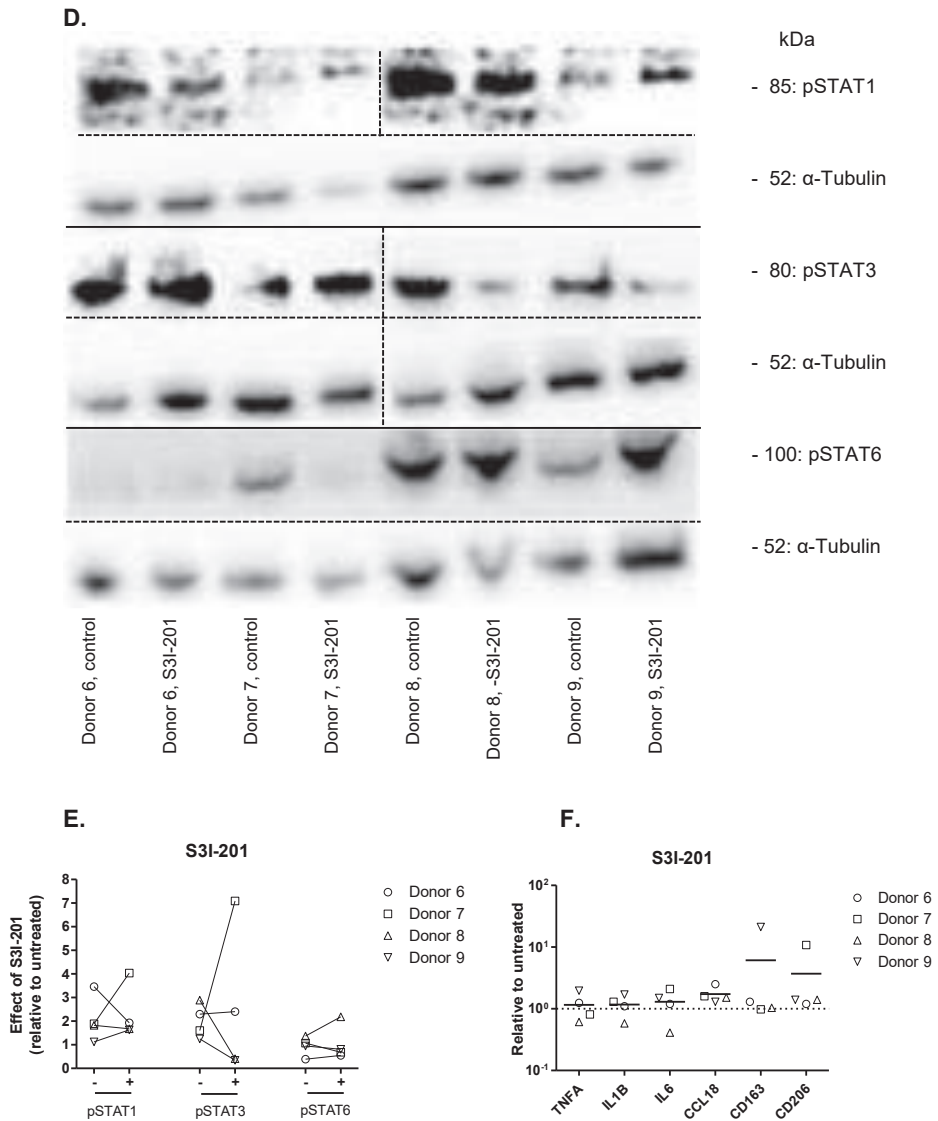 D.
kDa
- 85: pSTAT1
- 52: α-Tubulin
- 80: pSTAT3
- 52: α-Tubulin
- 100: pSTAT6
- 52: α-Tubulin
Donor 6, control
Donor 6, S3I-201
Donor 7, control
Donor 7, S3I-201
Donor 8, control
Donor 8, -S3I-201
Donor 9, control
Donor 9, S3I-201
E.
S3I-201
Effect of S3I-201
(relative to untreated)
8
7
6
5
4
3
2
1
0
- + - + - +
pSTAT1 pSTAT3 pSTAT6
Donor 6
Donor 7
Donor 8
Donor 9
F.
S3I-201
Relative to untreated
10²
10¹
10⁰
10⁻¹
TNFA IL1B IL6 CCL18 CD163 CD206
Donor 6
Donor 7
Donor 8
Donor 9